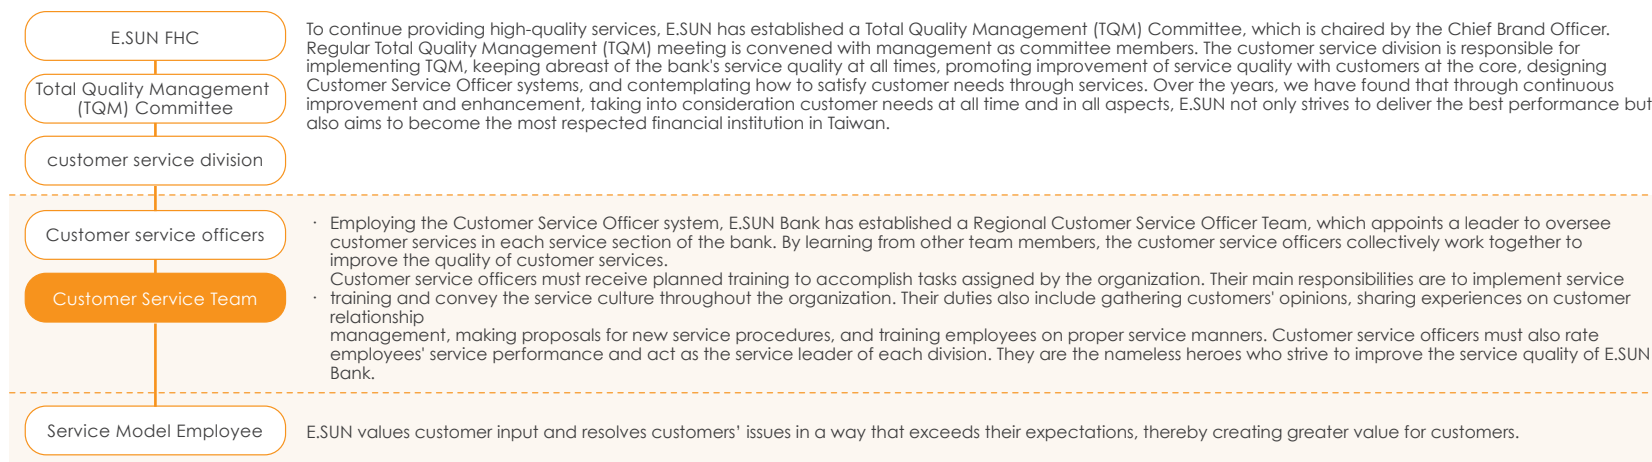 E.SUN FHC
Total Quality Management
(TQM) Committee
customer service division
To continue providing high-quality services, E.SUN has established a Total Quality Management (TQM) Committee, which is chaired by the Chief Brand Officer.
Regular Total Quality Management (TQM) meeting is convened with management as committee members. The customer service division is responsible for
implementing TQM, keeping abreast of the bank's service quality at all times, promoting improvement of service quality with customers at the core, designing
Customer Service Officer systems, and contemplating how to satisfy customer needs through services. Over the years, we have found that through continuous
improvement and enhancement, taking into consideration customer needs at all time and in all aspects, E.SUN not only strives to deliver the best performance but
also aims to become the most respected financial institution in Taiwan.
Customer service officers
Customer Service Team
· Employing the Customer Service Officer system, E.SUN Bank has established a Regional Customer Service Officer Team, which appoints a leader to oversee
customer services in each service section of the bank. By learning from other team members, the customer service officers collectively work together to
improve the quality of customer services.
Customer service officers must receive planned training to accomplish tasks assigned by the organization. Their main responsibilities are to implement service
· training and convey the service culture throughout the organization. Their duties also include gathering customers' opinions, sharing experiences on customer
relationship
management, making proposals for new service procedures, and training employees on proper service manners. Customer service officers must also rate
employees' service performance and act as the service leader of each division. They are the nameless heroes who strive to improve the service quality of E.SUN
Bank.
Service Model Employee
E.SUN values customer input and resolves customers' issues in a way that exceeds their expectations, thereby creating greater value for customers.